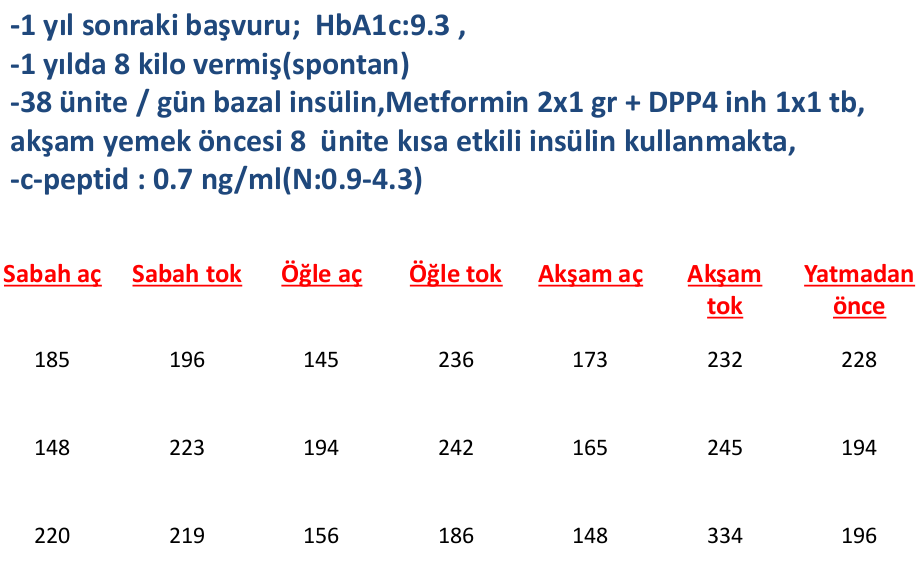 -1 yıl sonraki başvuru;  HbA1c:9.3 ,
-1 yılda 8 kilo vermiş(spontan)
-38 ünite / gün bazal insülin,Metformin 2x1 gr + DPP4 inh 1x1 tb,
akşam yemek öncesi 8  ünite kısa etkili insülin kullanmakta,
-c-peptid : 0.7 ng/ml(N:0.9-4.3)
Sabah aç Sabah tok Öğle aç Öğle tok Akşam aç Akşam tok Yatmadan önce
185 196 145 236 173 232 228
148 223 194 242 165 245 194
220 219 156 186 148 334 196